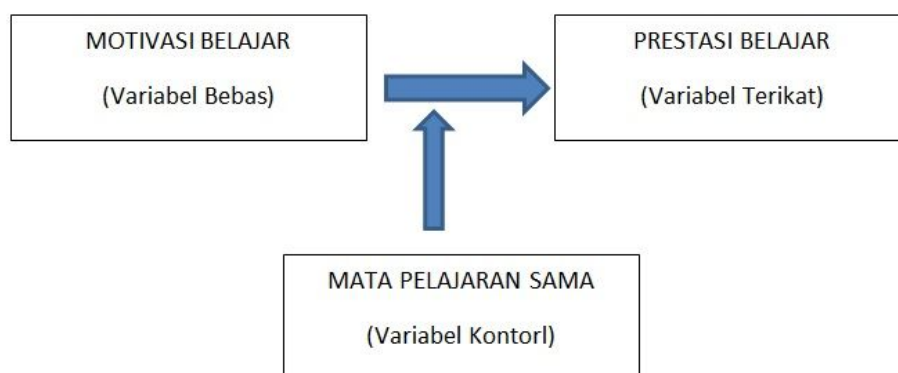 MOTIVASI BELAJAR
(Variabel Bebas)
PRESTASI BELAJAR
(Variabel Terikat)
MATA PELAJARAN SAMA
(Variabel Kontorl)